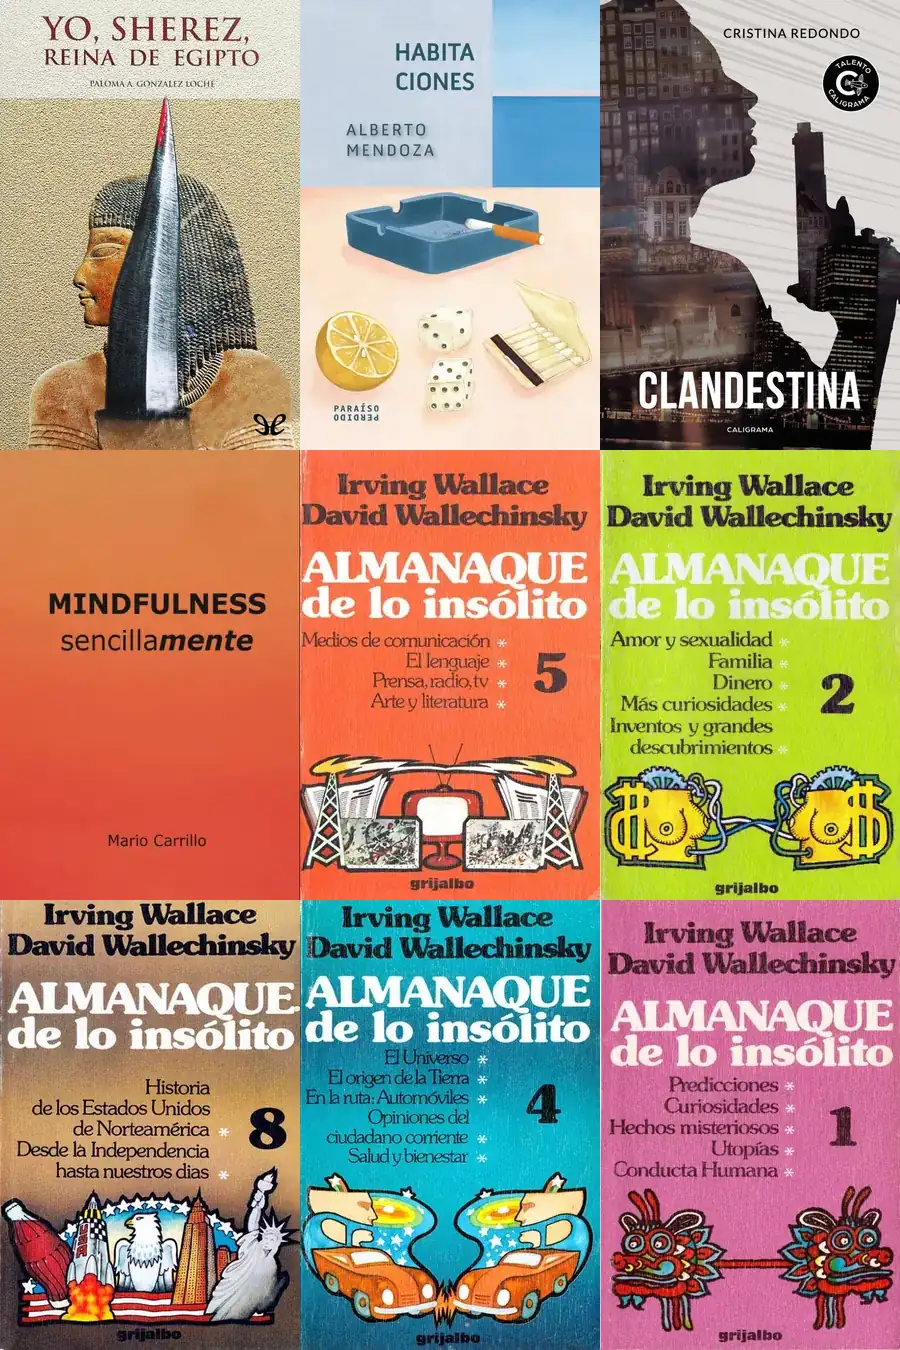 YO, SHEREZ,
REINA DE EGIPTO
PALOMA A. GONZALEZ LOCHÉ
HABITA
CIONES
ALBERTO
MENDOZA
PARAÍSO
PERDIDO
CRISTINA REDONDO
TALENTO
C
CALIGRAMA
CLANDESTINA
CALIGRAMA
MINDFULNESS
sencillamente
Mario Carrillo
Irving Wallace
David Wallechinsky
ALMANAQUE
de lo insólito
Medios de comunicación *
El lenguaje *
Prensa, radio, tv *
Arte y literatura *
5
grijalbo
Irving Wallace
David Wallechinsky
ALMANAQUE
de lo insólito
Amor y sexualidad *
Familia *
Dinero *
Más curiosidades *
Inventos y grandes
descubrimientos *
2
grijalbo
Irving Wallace
David Wallechinsky
ALMANAQUE
de lo insólito
Historia
de los Estados Unidos
de Norteamérica *
Desde la Independencia
hasta nuestros dias *
8
grijalbo
Irving Wallace
David Wallechinsky
ALMANAQUE
de lo insólito
El Universo *
El origen de la Tierra *
En la ruta: Automóviles *
Opiniones del
ciudadano corriente *
Salud y bienestar *
4
grijalbo
Irving Wallace
David Wallechinsky
ALMANAQUE
de lo insólito
Predicciones *
Curiosidades *
Hechos misteriosos *
Utopías *
Conducta Humana *
1
grijalbo